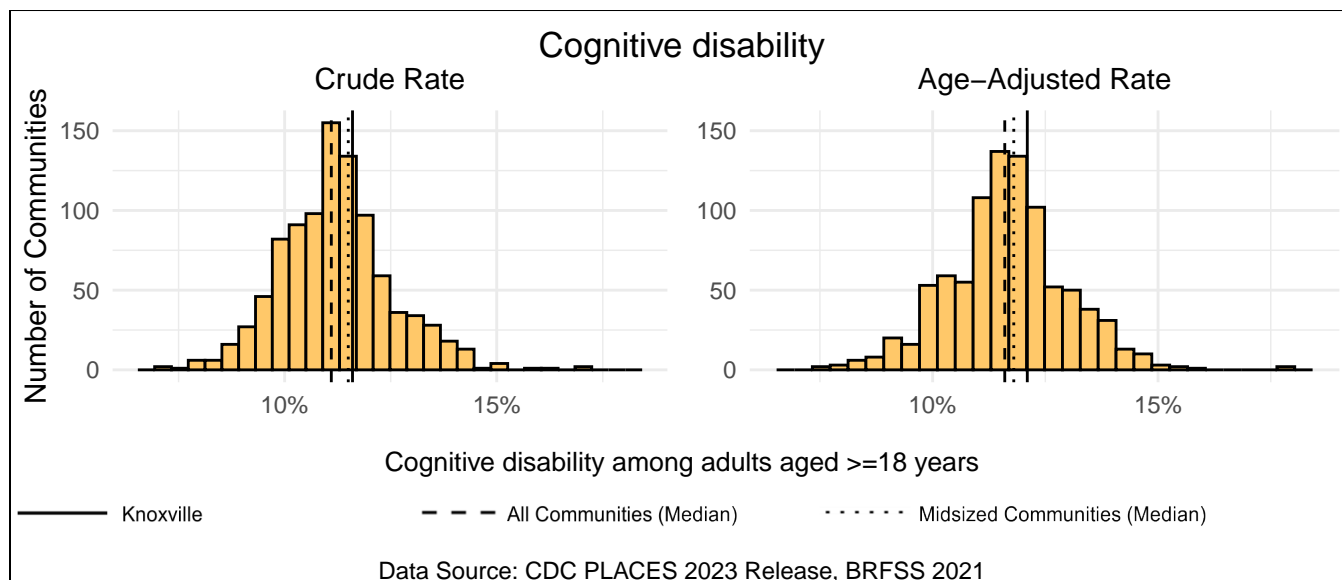 Cognitive disability
Crude Rate
Age−Adjusted Rate
Number of Communities
150
100
50
0
10%
15%
150
100
50
0
10%
15%
Cognitive disability among adults aged >=18 years
Knoxville
All Communities (Median)
Midsized Communities (Median)
Data Source: CDC PLACES 2023 Release, BRFSS 2021